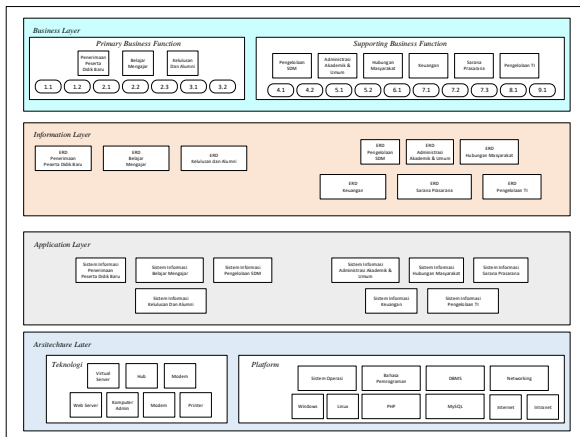 Business Layer
Primary Business Function
Supporting Business Function
Penerimaan
Peserta
Didik Baru
Belajar
Mengajar
Kelulusan
Dan Alumni
Pengelolaan
SDM
Administrasi
Akademik &
Umum
Hubungan
Masyarakat
Keuangan
Sarana
Prasarana
Pengelolaan TI
1.1
1.2
2.1
2.2
2.3
3.1
3.2
4.1
4.2
5.1
5.2
6.1
7.1
7.2
7.3
8.1
9.1
Information Layer
ERD
Penerimaan
Peserta Didik Baru
ERD
Belajar
Mengajar
ERD
Kelulusan dan Alumni
ERD
Pengelolaan
SDM
ERD
Administrasi
Akademik & Umum
ERD
Hubungan Masyarakat
ERD
Keuangan
ERD
Sarana Prasarana
ERD
Pengelolaan TI
Application Layer
Sistem Informasi
Penerimaan
Peserta Didik Baru
Sistem Informasi
Belajar Mengajar
Sistem Informasi
Pengelolaan SDM
Sistem Informasi
Administrasi Akademik &
Umum
Sistem Informasi
Hubungan Masyarakat
Sistem Informasi
Sarana Prasarana
Sistem Informasi
Kelulusan Dan Alumni
Sistem Informasi
Keuangan
Sistem Informasi
Pengelolaan TI
Arsitechture Later
Teknologi
Virtual
Server
Hub
Modem
Web Server
Komputer
Admin
Modem
Printer
Platform
Sistem Operasi
Bahasa
Pemrograman
DBMS
Networking
Windows
Linux
PHP
MySQL
Internet
Intranet